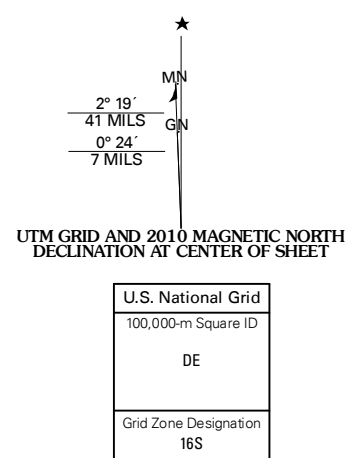 MN
2° 19´
41 MILS
GN
0° 24´
7 MILS
UTM GRID AND 2010 MAGNETIC NORTH
DECLINATION AT CENTER OF SHEET
U.S. National Grid
100,000-m Square ID
DE
Grid Zone Designation
16S